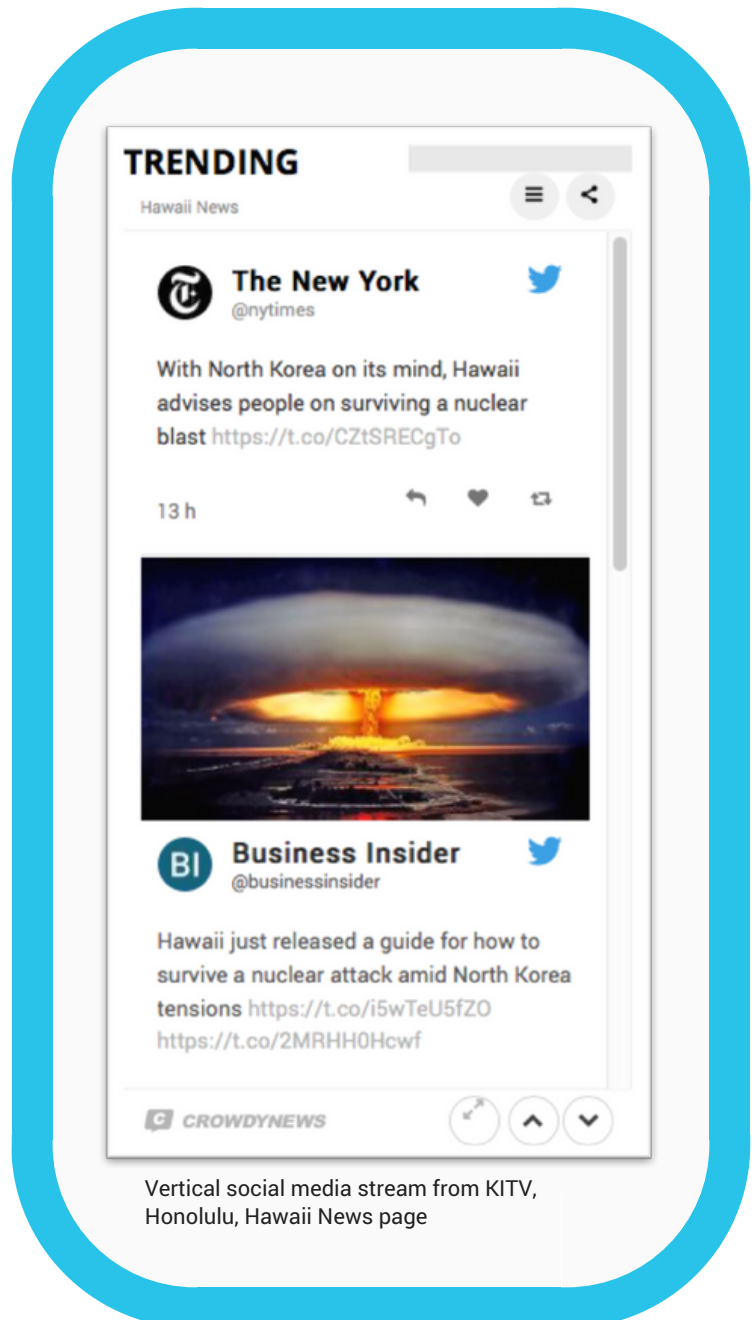 TRENDING
Hawaii News
The New York
@nytimes
With North Korea on its mind, Hawaii
advises people on surviving a nuclear
blast https://t.co/CZtSRECgTo
13 h
BI
Business Insider
@businessinsider
Hawaii just released a guide for how to
survive a nuclear attack amid North Korea
tensions https://t.co/i5wTeU5fZO
https://t.co/2MRHH0Hcwf
C CROWDYNEWS
Vertical social media stream from KITV,
Honolulu, Hawaii News page